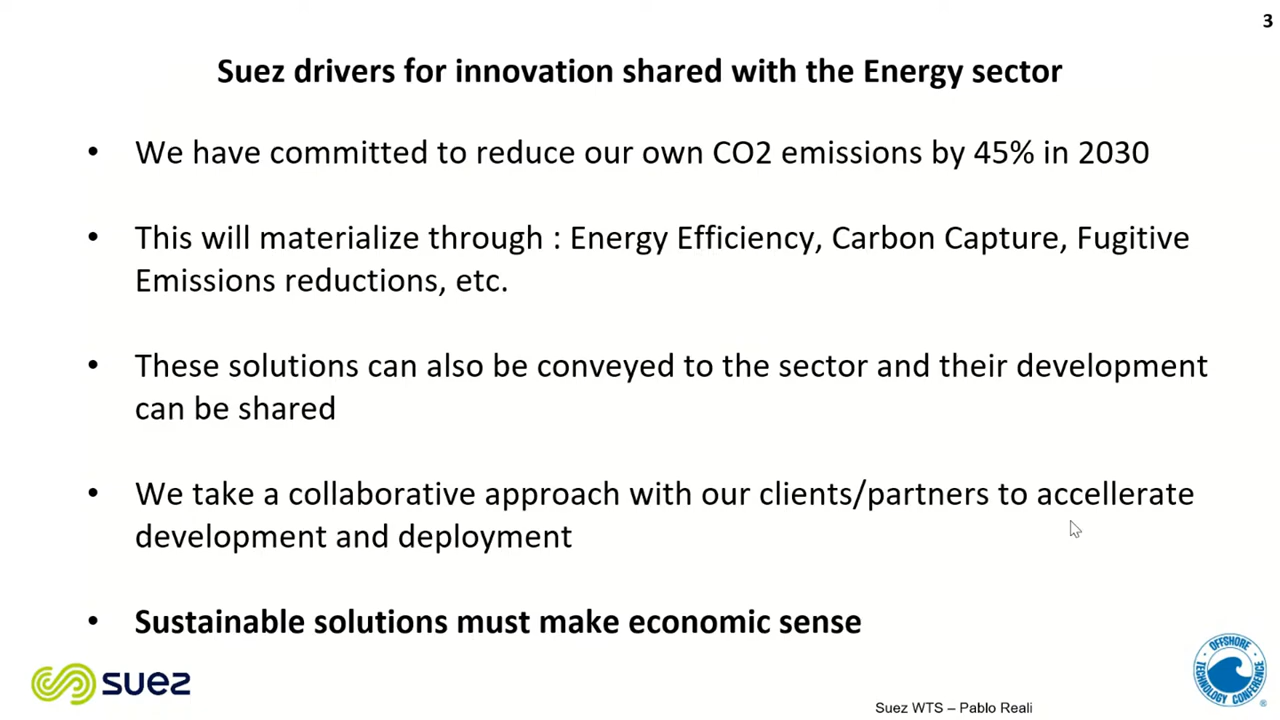 3
Suez drivers for innovation shared with the Energy sector
• We have committed to reduce our own CO2 emissions by 45% in 2030
• This will materialize through : Energy Efficiency, Carbon Capture, Fugitive
Emissions reductions, etc.
• These solutions can also be conveyed to the sector and their development
can be shared
• We take a collaborative approach with our clients/partners to accellerate
development and deployment
• Sustainable solutions must make economic sense
suez
Suez WTS – Pablo Reali
OFFSHORE
TECHNOLOGY CONFERENCE
®